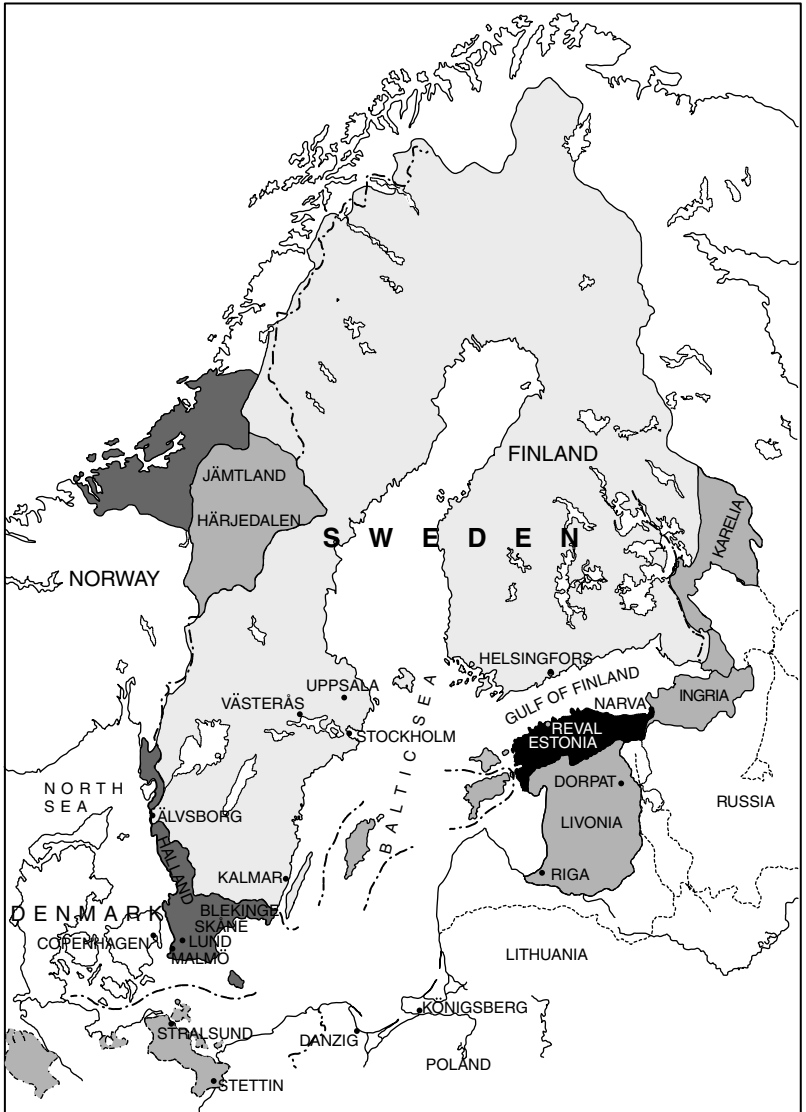 FINLAND
JÄMTLAND
HÄRJEDALEN
KARELIA
SWEDEN
NORWAY
HELSINGFORS
UPPSALA
GULF OF FINLAND
VÄSTERÅS
NARVA
INGRIA
STOCKHOLM
REVAL
ESTONIA
BALTIC SEA
NORTH
SEA
DORPAT
RUSSIA
ÄLVSBORG
LIVONIA
HALLAND
KALMAR
RIGA
DENMARK
BLEKINGE
SKÅNE
COPENHAGEN
LUND
MALMÖ
LITHUANIA
KÖNIGSBERG
STRALSUND
DANZIG
POLAND
STETTIN